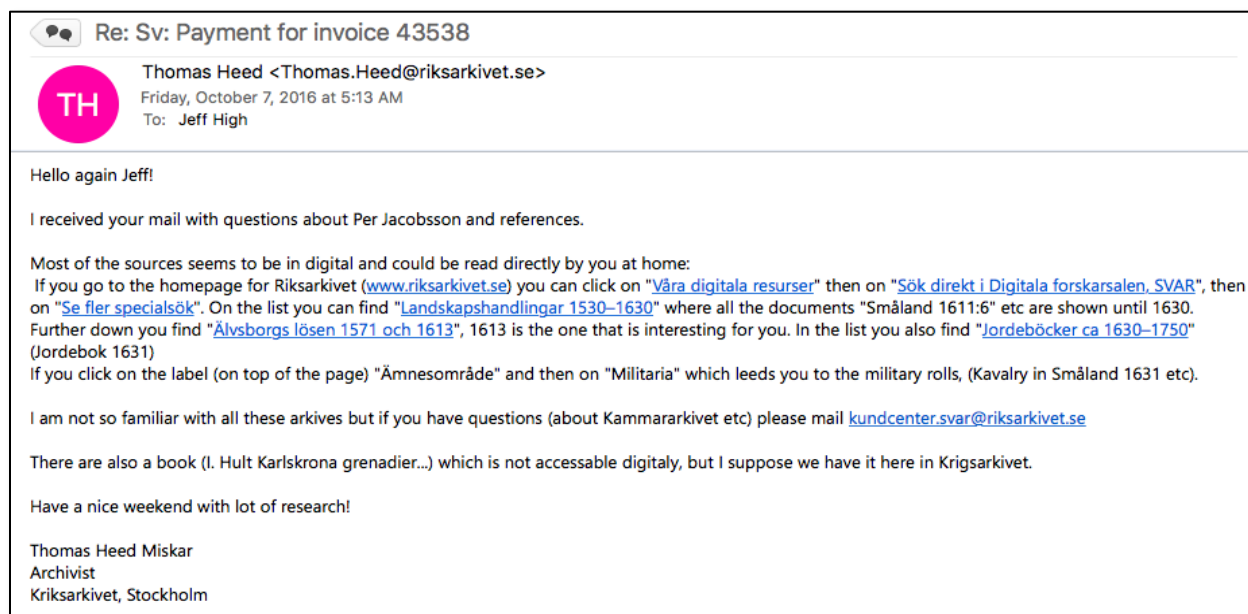 Re: Sv: Payment for invoice 43538
TH
Thomas Heed <Thomas.Heed@riksarkivet.se>
Friday, October 7, 2016 at 5:13 AM
To: Jeff High
Hello again Jeff!
I received your mail with questions about Per Jacobsson and references.
Most of the sources seems to be in digital and could be read directly by you at home:
If you go to the homepage for Riksarkivet (www.riksarkivet.se) you can click on "Våra digitala resurser" then on "Sök direkt i Digitala forskarsalen, SVAR", then
on "Se fler specialsök". On the list you can find "Landskapshandlingar 1530–1630" where all the documents "Småland 1611:6" etc are shown until 1630.
Further down you find "Älvsborgs lösen 1571 och 1613", 1613 is the one that is interesting for you. In the list you also find "Jordeböcker ca 1630–1750"
(Jordebok 1631)
If you click on the label (on top of the page) "Ämnesområde" and then on "Militaria" which leeds you to the military rolls, (Kavalry in Småland 1631 etc).
I am not so familiar with all these arkives but if you have questions (about Kammararkivet etc) please mail kundcenter.svar@riksarkivet.se
There are also a book (I. Hult Karlskrona grenadier...) which is not accessable digitaly, but I suppose we have it here in Krigsarkivet.
Have a nice weekend with lot of research!
Thomas Heed Miskar
Archivist
Kriksarkivet, Stockholm